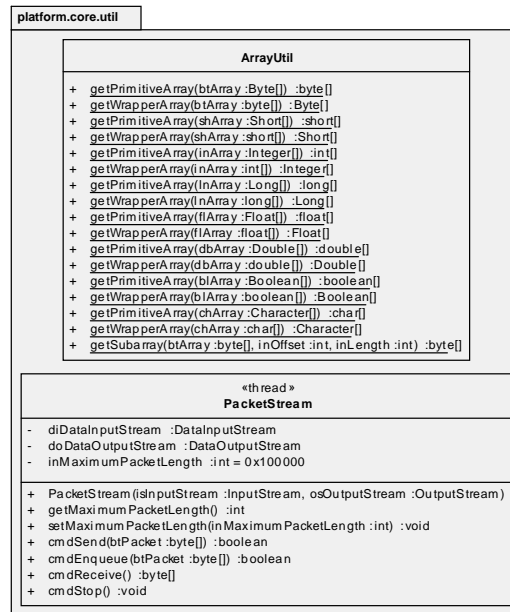 platform.core.util
ArrayUtil
+ getPrimitiveArray(btArray :Byte[]) :byte[]
+ getWrapperArray(btArray :byte[]) :Byte[]
+ getPrimitiveArray(shArray :Short[]) :short[]
+ getWrapperArray(shArray :short[]) :Short[]
+ getPrimitiveArray(inArray :Integer[]) :int[]
+ getWrapperArray(inArray :int[]) :Integer[]
+ getPrimitiveArray(lnArray :Long[]) :long[]
+ getWrapperArray(lnArray :long[]) :Long[]
+ getPrimitiveArray(flArray :Float[]) :float[]
+ getWrapperArray(flArray :float[]) :Float[]
+ getPrimitiveArray(dbArray :Double[]) :double[]
+ getWrapperArray(dbArray :double[]) :Double[]
+ getPrimitiveArray(blArray :Boolean[]) :boolean[]
+ getWrapperArray(blArray :boolean[]) :Boolean[]
+ getPrimitiveArray(chArray :Character[]) :char[]
+ getWrapperArray(chArray :char[]) :Character[]
+ getSubarray(btArray :byte[], inOffset :int, inLength :int) :byte[]
«thread»
PacketStream
- diDataInputStream :DataInputStream
- doDataOutputStream :DataOutputStream
- inMaximumPacketLength :int = 0x100000
+ PacketStream(isInputStream :InputStream, osOutputStream :OutputStream)
+ getMaximumPacketLength() :int
+ setMaximumPacketLength(inMaximumPacketLength :int) :void
+ cmdSend(btPacket :byte[]) :boolean
+ cmdEnqueue(btPacket :byte[]) :boolean
+ cmdReceive() :byte[]
+ cmdStop() :void